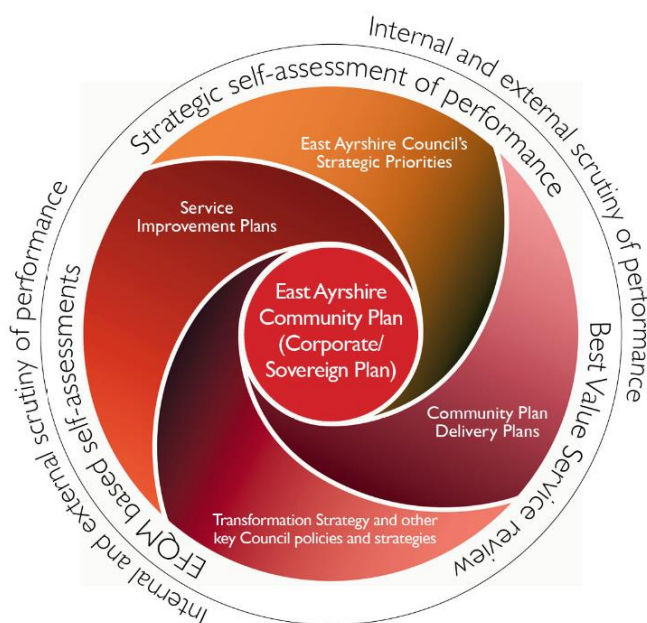 Internal and external scrutiny of performance
Strategic self-assessment of performance
East Ayrshire Council's
Strategic Priorities
Service
Improvement Plans
East Ayrshire
Community Plan
(Corporate/
Sovereign Plan)
Community Plan
Delivery Plans
Transformation Strategy and other
key Council policies and strategies
Best Value Service review
EFQM based self-assessments
Internal and external scrutiny of performance